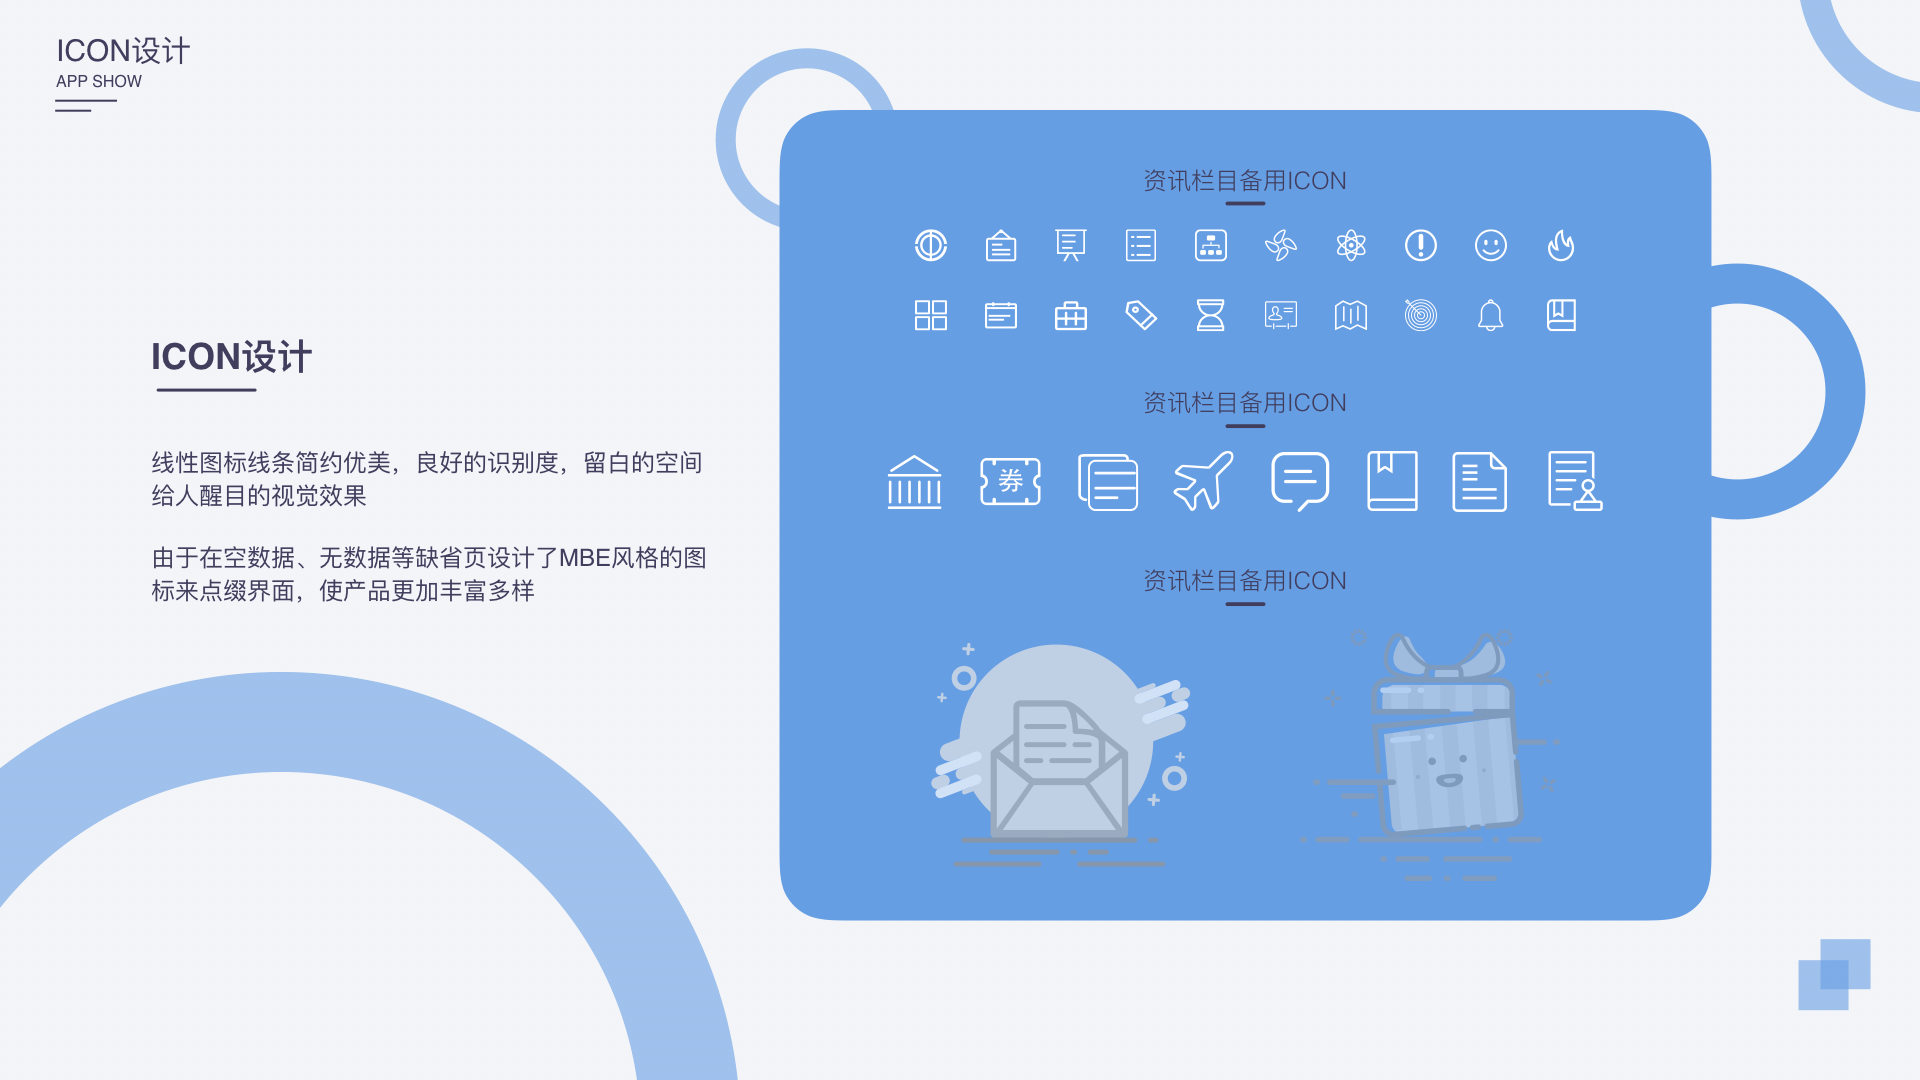 ICON设计
APP SHOW
ICON设计
线性图标线条简约优美，良好的识别度，留白的空间
给人醒目的视觉效果
由于在空数据、无数据等缺省页设计了MBE风格的图
标来点缀界面，使产品更加丰富多样
资讯栏目备用ICON
资讯栏目备用ICON
券
资讯栏目备用ICON